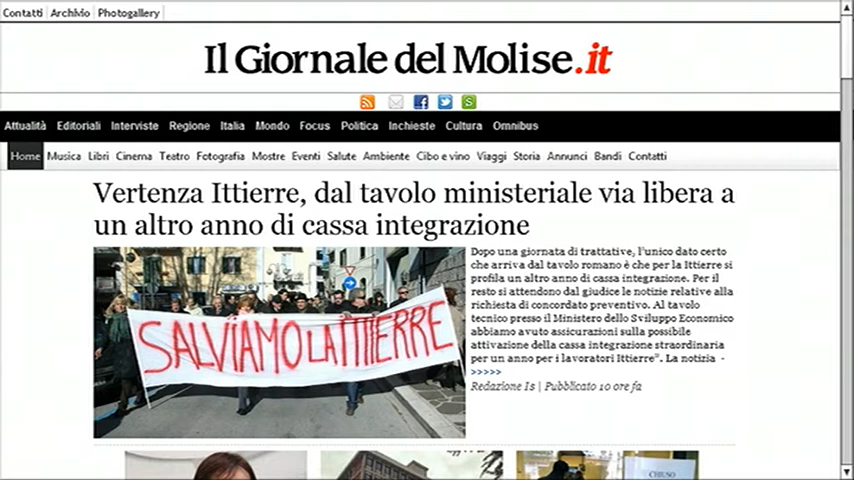 Contatti Archivio Photogallery
Il Giornale del Molise.it
Attualità Editoriali Interviste Regione Italia Mondo Focus Politica Inchieste Cultura Omnibus
Home Musica Libri Cinema Teatro Fotografia Mostre Eventi Salute Ambiente Cibo e vino Viaggi Storia Annunci Bandi Contatti
Vertenza Ittierre, dal tavolo ministeriale via libera a
un altro anno di cassa integrazione
Dopo una giornata di trattative, l'unico dato certo
che arriva dal tavolo romano è che per la Ittierre si
profila un altro anno di cassa integrazione. Per il
resto si attendono dal giudice le notizie relative alla
richiesta di concordato preventivo. Al tavolo
tecnico presso il Ministero dello Sviluppo Economico
abbiamo avuto assicurazioni sulla possibile
attivazione della cassa integrazione straordinaria
per un anno per i lavoratori Ittierre". La notizia -
>>>>>
Redazione Is | Pubblicato 10 ore fa
SALVIAMO LA ITTIERRE
CHIUSO